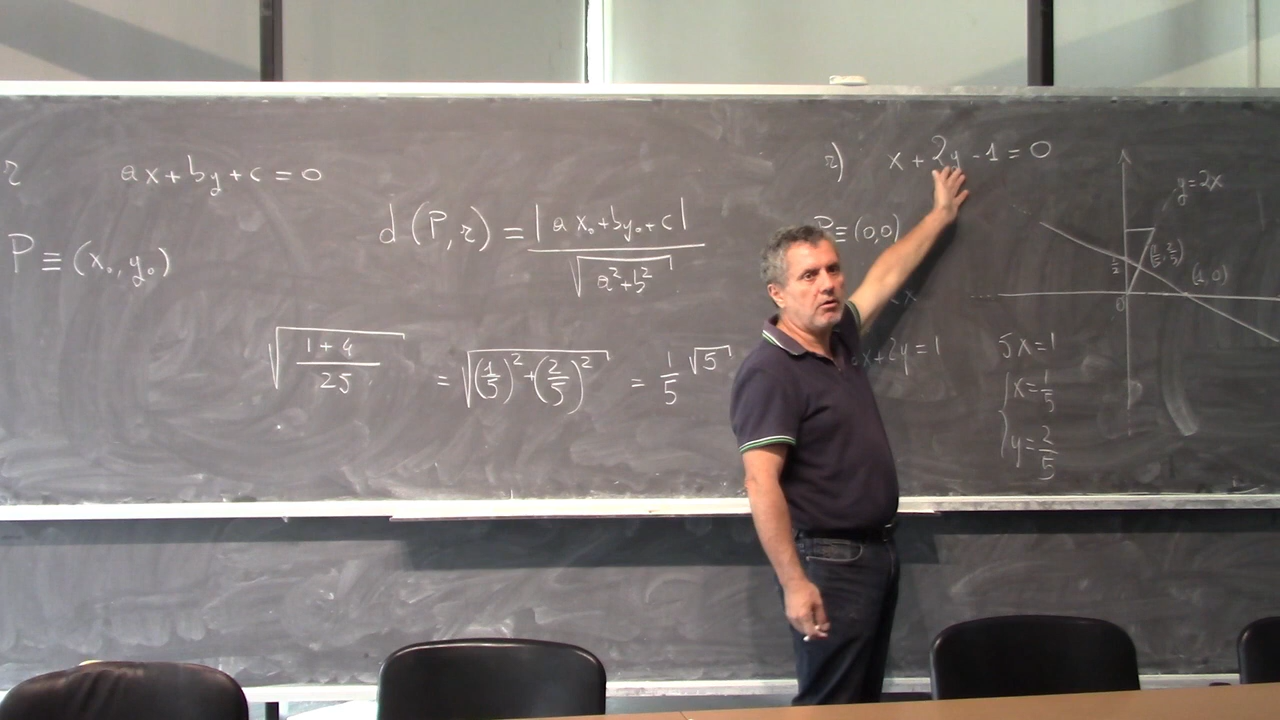 r ax+by+c=0
P≡(x₀,y₀)
d(P,r) = |ax₀+by₀+c| / √(a²+b²)
√((1+4)/25) = √((1/5)²+(2/5)²) = 1/5 √5
r) x+2y-1=0
P≡(0,0)
x+2y=1
5x=1
{x=1/5
y=2/5
y=2x
1/2
(1/5,2/5)
(1,0)
0